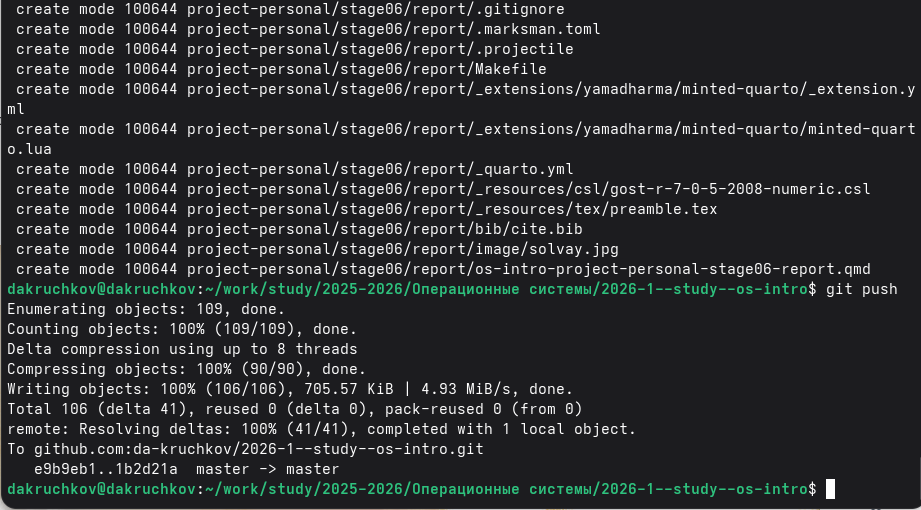 create mode 100644 project-personal/stage06/report/.gitignore
create mode 100644 project-personal/stage06/report/.marksman.toml
create mode 100644 project-personal/stage06/report/.projectile
create mode 100644 project-personal/stage06/report/Makefile
create mode 100644 project-personal/stage06/report/_extensions/yamadharma/minted-quarto/_extension.y
ml
create mode 100644 project-personal/stage06/report/_extensions/yamadharma/minted-quarto/minted-quart
o.lua
create mode 100644 project-personal/stage06/report/_quarto.yml
create mode 100644 project-personal/stage06/report/_resources/csl/gost-r-7-0-5-2008-numeric.csl
create mode 100644 project-personal/stage06/report/_resources/tex/preamble.tex
create mode 100644 project-personal/stage06/report/bib/cite.bib
create mode 100644 project-personal/stage06/report/image/solvay.jpg
create mode 100644 project-personal/stage06/report/os-intro-project-personal-stage06-report.qmd
dakruchkov@dakruchkov:~/work/study/2025-2026/Операционные системы/2026-1--study--os-intro$ git push
Enumerating objects: 109, done.
Counting objects: 100% (109/109), done.
Delta compression using up to 8 threads
Compressing objects: 100% (90/90), done.
Writing objects: 100% (106/106), 705.57 KiB | 4.93 MiB/s, done.
Total 106 (delta 41), reused 0 (delta 0), pack-reused 0 (from 0)
remote: Resolving deltas: 100% (41/41), completed with 1 local object.
To github.com:da-kruchkov/2026-1--study--os-intro.git
e9b9eb1..1b2d21a  master -> master
dakruchkov@dakruchkov:~/work/study/2025-2026/Операционные системы/2026-1--study--os-intro$